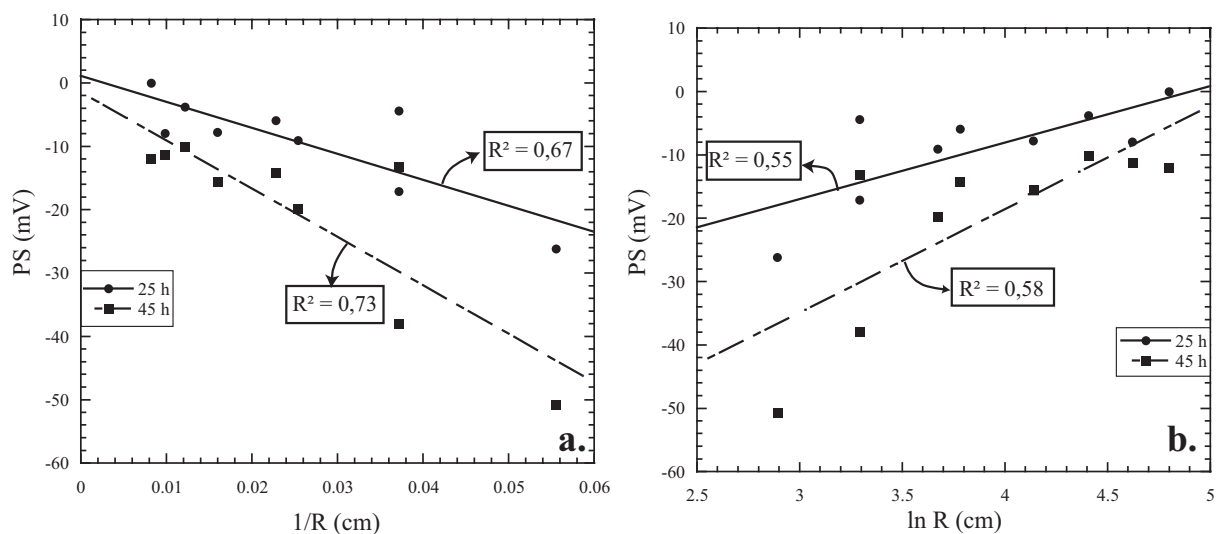 10
0
-10
-20
-30
-40
-50
-60
PS (mV)
R² = 0,67
25 h
45 h
R² = 0,73
a.
0
0.01
0.02
0.03
0.04
0.05
0.06
1/R (cm)
10
0
-10
-20
-30
-40
-50
-60
PS (mV)
R² = 0,55
R² = 0,58
25 h
45 h
b.
2.5
3
3.5
4
4.5
5
ln R (cm)